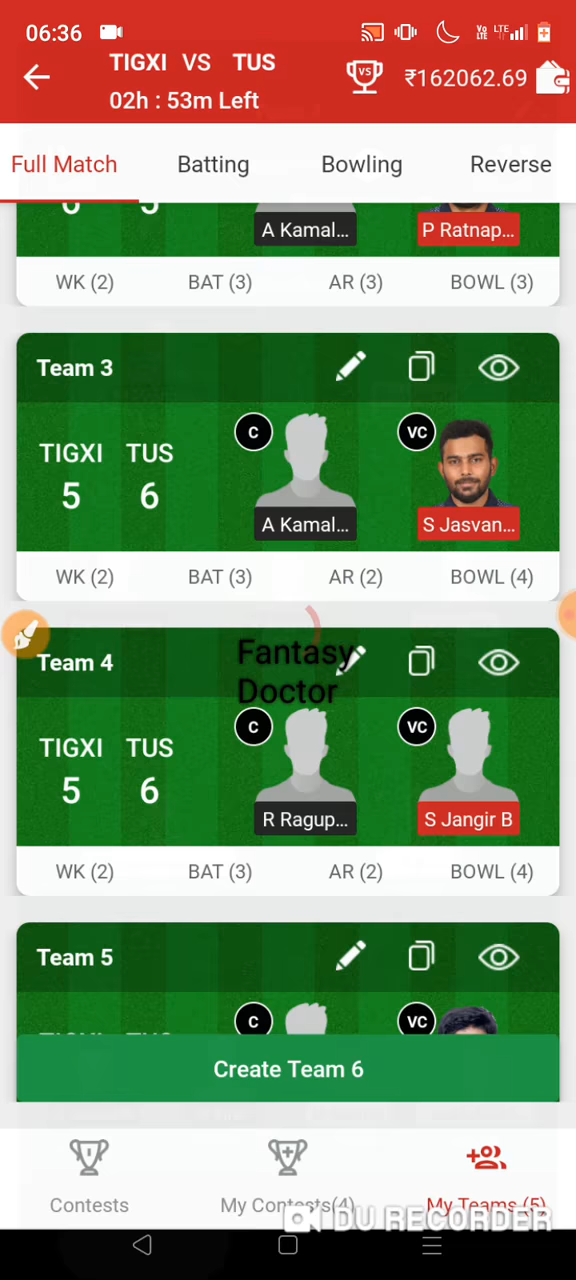 06:36
Vo LTE LTE
TIGXI VS TUS
02h : 53m Left
VS
₹162062.69
Full Match Batting Bowling Reverse
A Kamal... P Ratnap...
WK (2) BAT (3) AR (3) BOWL (3)
Team 3
C VC
TIGXI TUS
5 6
A Kamal... S Jasvan...
WK (2) BAT (3) AR (2) BOWL (4)
Team 4
Fantasy
Doctor
C VC
TIGXI TUS
5 6
R Ragup... S Jangir B
WK (2) BAT (3) AR (2) BOWL (4)
Team 5
C VC
Create Team 6
Contests My Contests(4) My Teams (5)
DU RECORDER